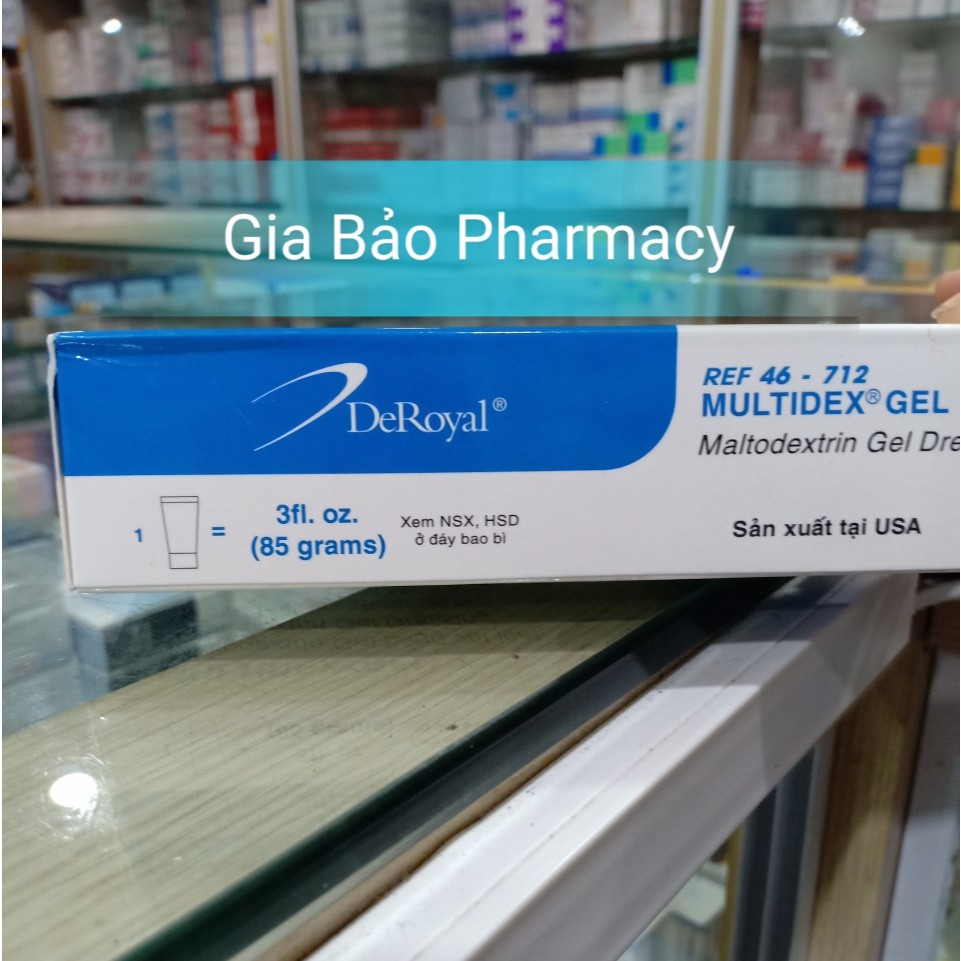 Gia Bảo Pharmacy
DeRoyal®
REF 46 - 712
MULTIDEX® GEL
Maltodextrin Gel
1 = 3fl. oz.
(85 grams)
Xem NSX, HSD
ở đáy bao bì
Sản xuất tại USA